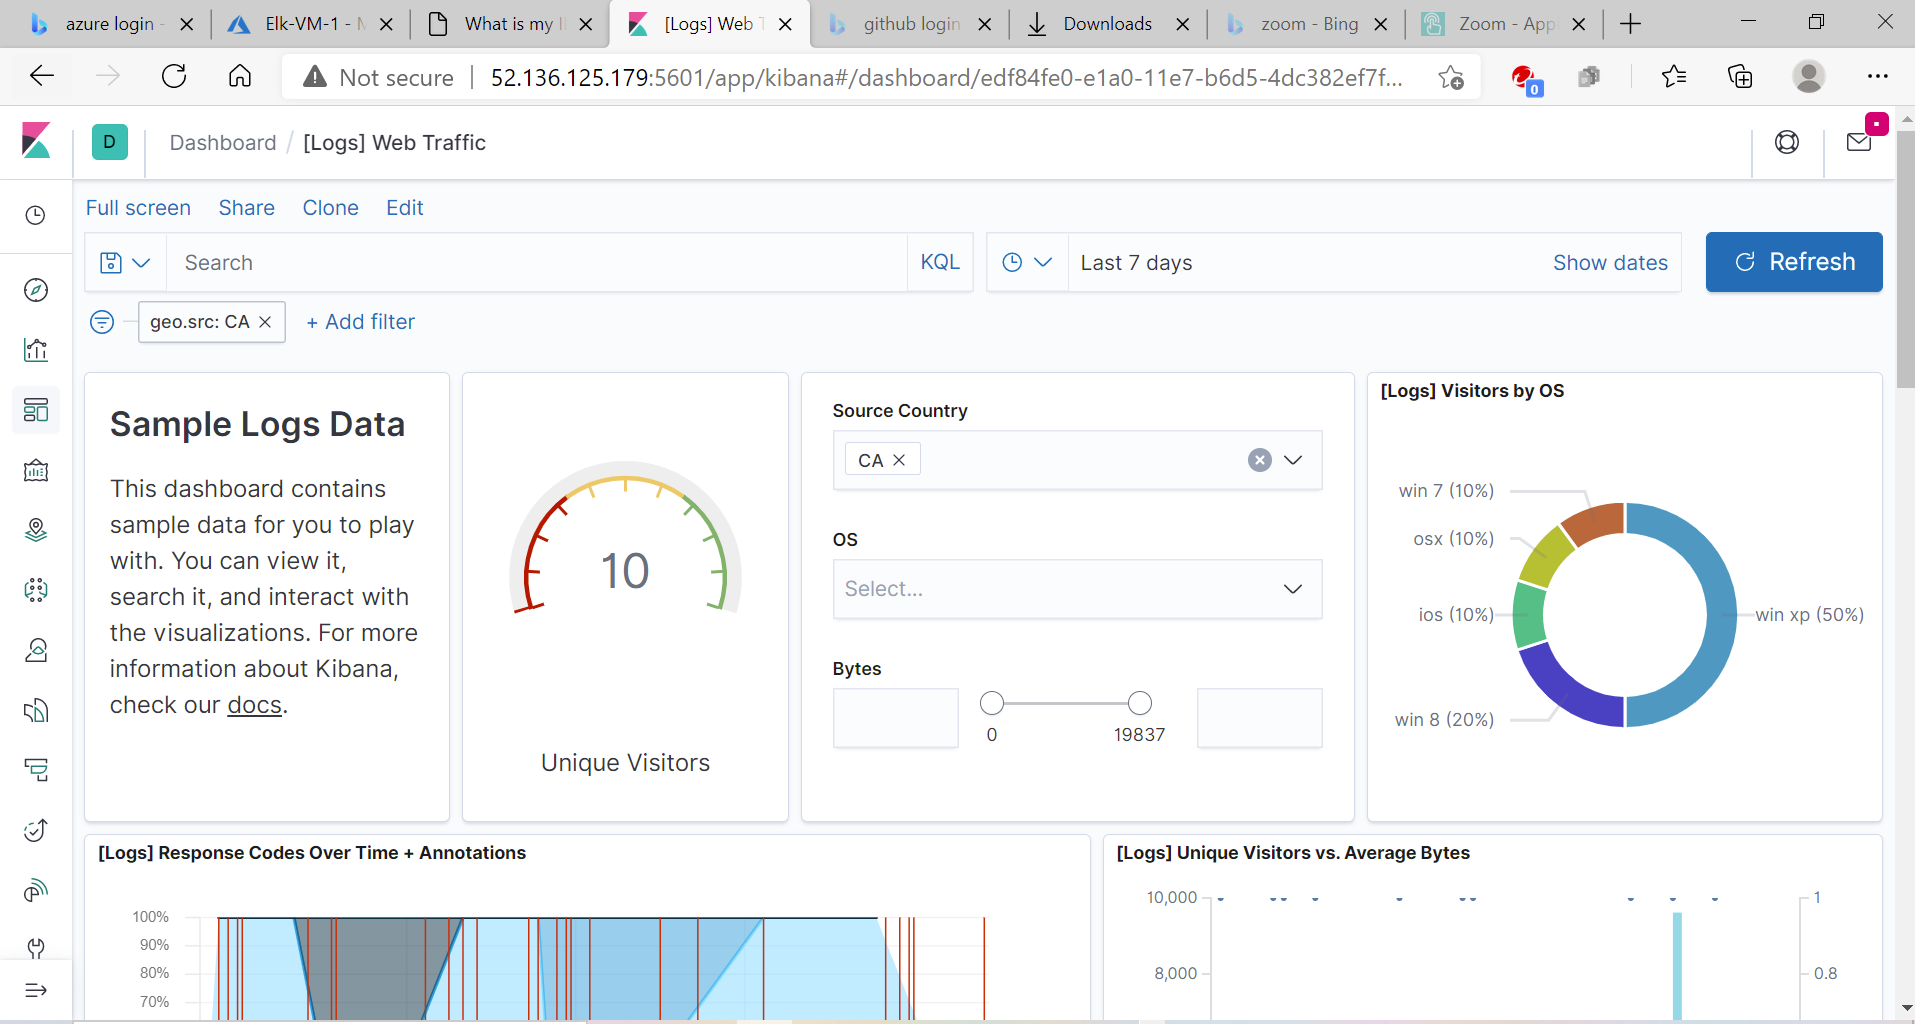 azure login -
Elk-VM-1 - M
What is my I
[Logs] Web T
github login
Downloads
zoom - Bing
Zoom - App
Not secure
52.136.125.179:5601/app/kibana#/dashboard/edf84fe0-e1a0-11e7-b6d5-4dc382ef7f...
0
D
Dashboard / [Logs] Web Traffic
Full screen
Share
Clone
Edit
Search
KQL
Last 7 days
Show dates
Refresh
geo.src: CA
+ Add filter
Sample Logs Data
This dashboard contains
sample data for you to play
with. You can view it,
search it, and interact with
the visualizations. For more
information about Kibana,
check our docs.
10
Unique Visitors
Source Country
CA
OS
Select...
Bytes
0
19837
[Logs] Visitors by OS
win 7 (10%)
osx (10%)
ios (10%)
win xp (50%)
win 8 (20%)
[Logs] Response Codes Over Time + Annotations
100%
90%
80%
70%
[Logs] Unique Visitors vs. Average Bytes
10,000
1
8,000
0.8